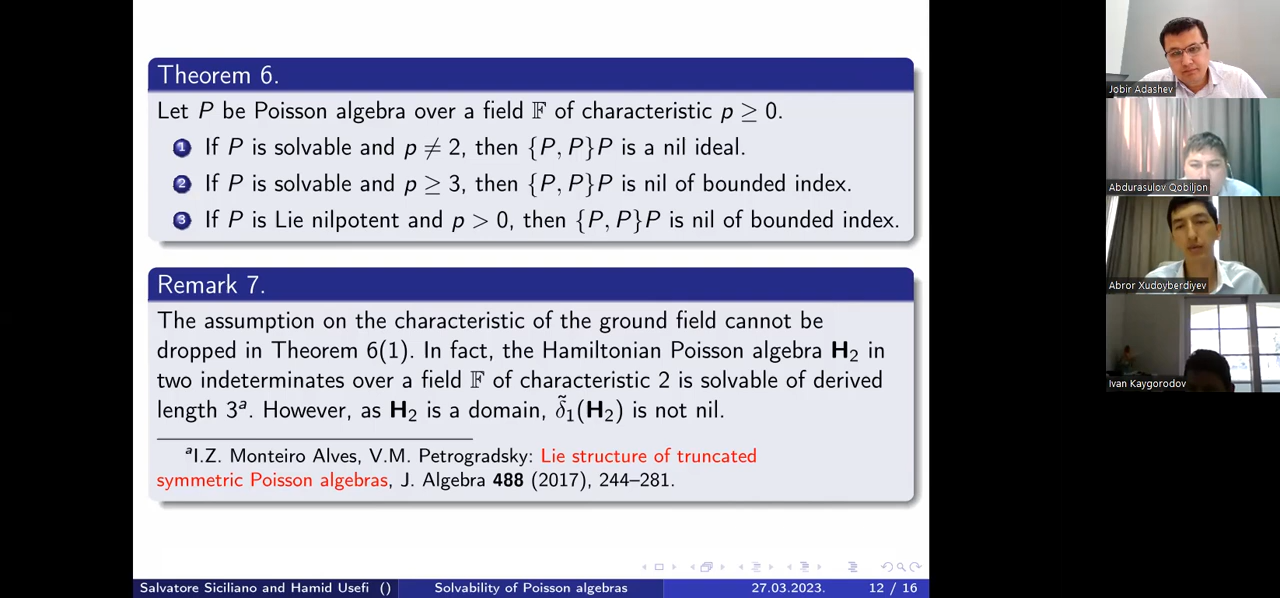 Theorem 6.
Let P be Poisson algebra over a field 𝔽 of characteristic p ≥ 0.
1 If P is solvable and p ≠ 2, then {P, P}P is a nil ideal.
2 If P is solvable and p ≥ 3, then {P, P}P is nil of bounded index.
3 If P is Lie nilpotent and p > 0, then {P, P}P is nil of bounded index.
Remark 7.
The assumption on the characteristic of the ground field cannot be
dropped in Theorem 6(1). In fact, the Hamiltonian Poisson algebra H₂ in
two indeterminates over a field 𝔽 of characteristic 2 is solvable of derived
length 3ᵃ. However, as H₂ is a domain, δ̃₁(H₂) is not nil.
ᵃI.Z. Monteiro Alves, V.M. Petrogradsky: Lie structure of truncated
symmetric Poisson algebras, J. Algebra 488 (2017), 244–281.
Salvatore Siciliano and Hamid Usefi () Solvability of Poisson algebras 27.03.2023. 12 / 16
Jobir Adashev
Abdurasulov Qobiljon
Abror Xudoyberdiyev
Ivan Kaygorodov